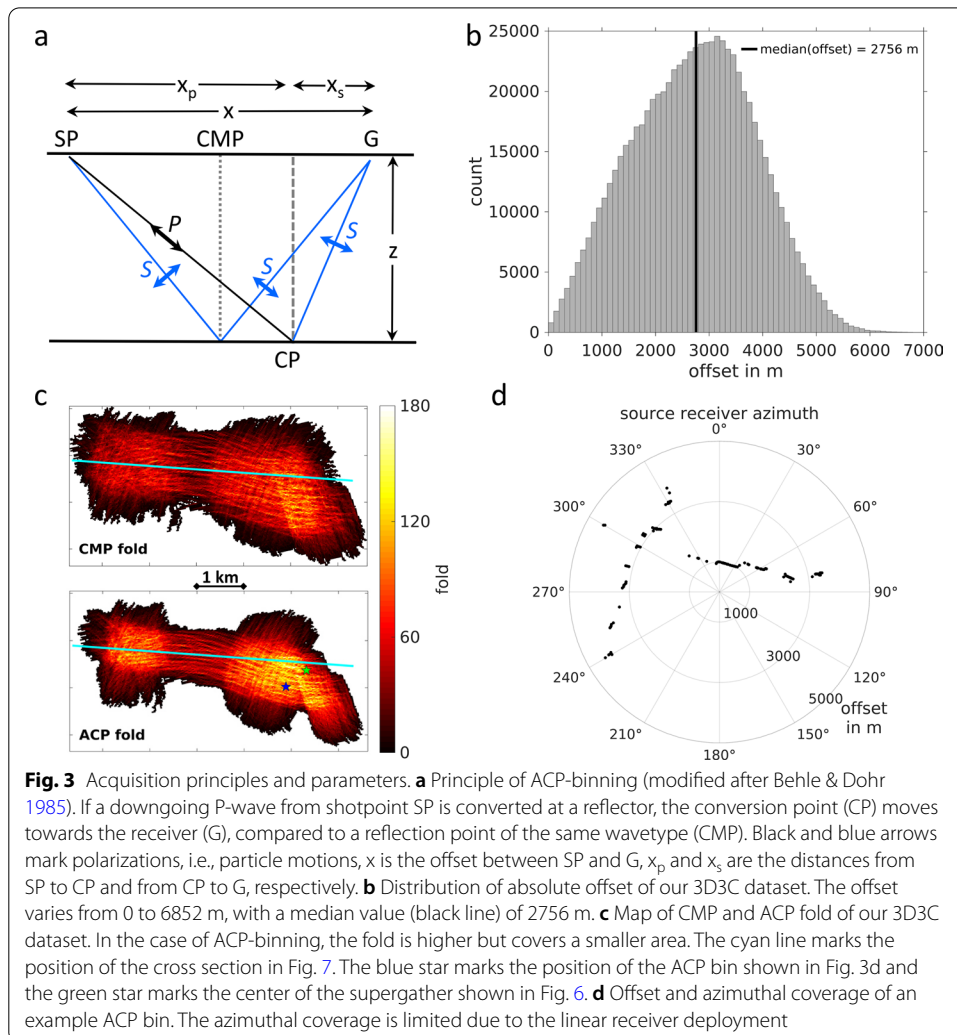 a
x_p
x_s
x
SP
CMP
G
P
S
S
S
z
CP
b
25000
20000
15000
10000
5000
0
count
median(offset) = 2756 m
0 1000 2000 3000 4000 5000 6000 7000
offset in m
c
CMP fold
1 km
ACP fold
180
120
60
0
fold
d
source receiver azimuth
0°
30°
60°
90°
120°
150°
180°
210°
240°
270°
300°
330°
1000
3000
5000
offset
in m
Fig. 3 Acquisition principles and parameters. a Principle of ACP-binning (modified after Behle & Dohr
1985). If a downgoing P-wave from shotpoint SP is converted at a reflector, the conversion point (CP) moves
towards the receiver (G), compared to a reflection point of the same wavetype (CMP). Black and blue arrows
mark polarizations, i.e., particle motions, x is the offset between SP and G, x_p and x_s are the distances from
SP to CP and from CP to G, respectively. b Distribution of absolute offset of our 3D3C dataset. The offset
varies from 0 to 6852 m, with a median value (black line) of 2756 m. c Map of CMP and ACP fold of our 3D3C
dataset. In the case of ACP-binning, the fold is higher but covers a smaller area. The cyan line marks the
position of the cross section in Fig. 7. The blue star marks the position of the ACP bin shown in Fig. 3d and
the green star marks the center of the supergather shown in Fig. 6. d Offset and azimuthal coverage of an
example ACP bin. The azimuthal coverage is limited due to the linear receiver deployment